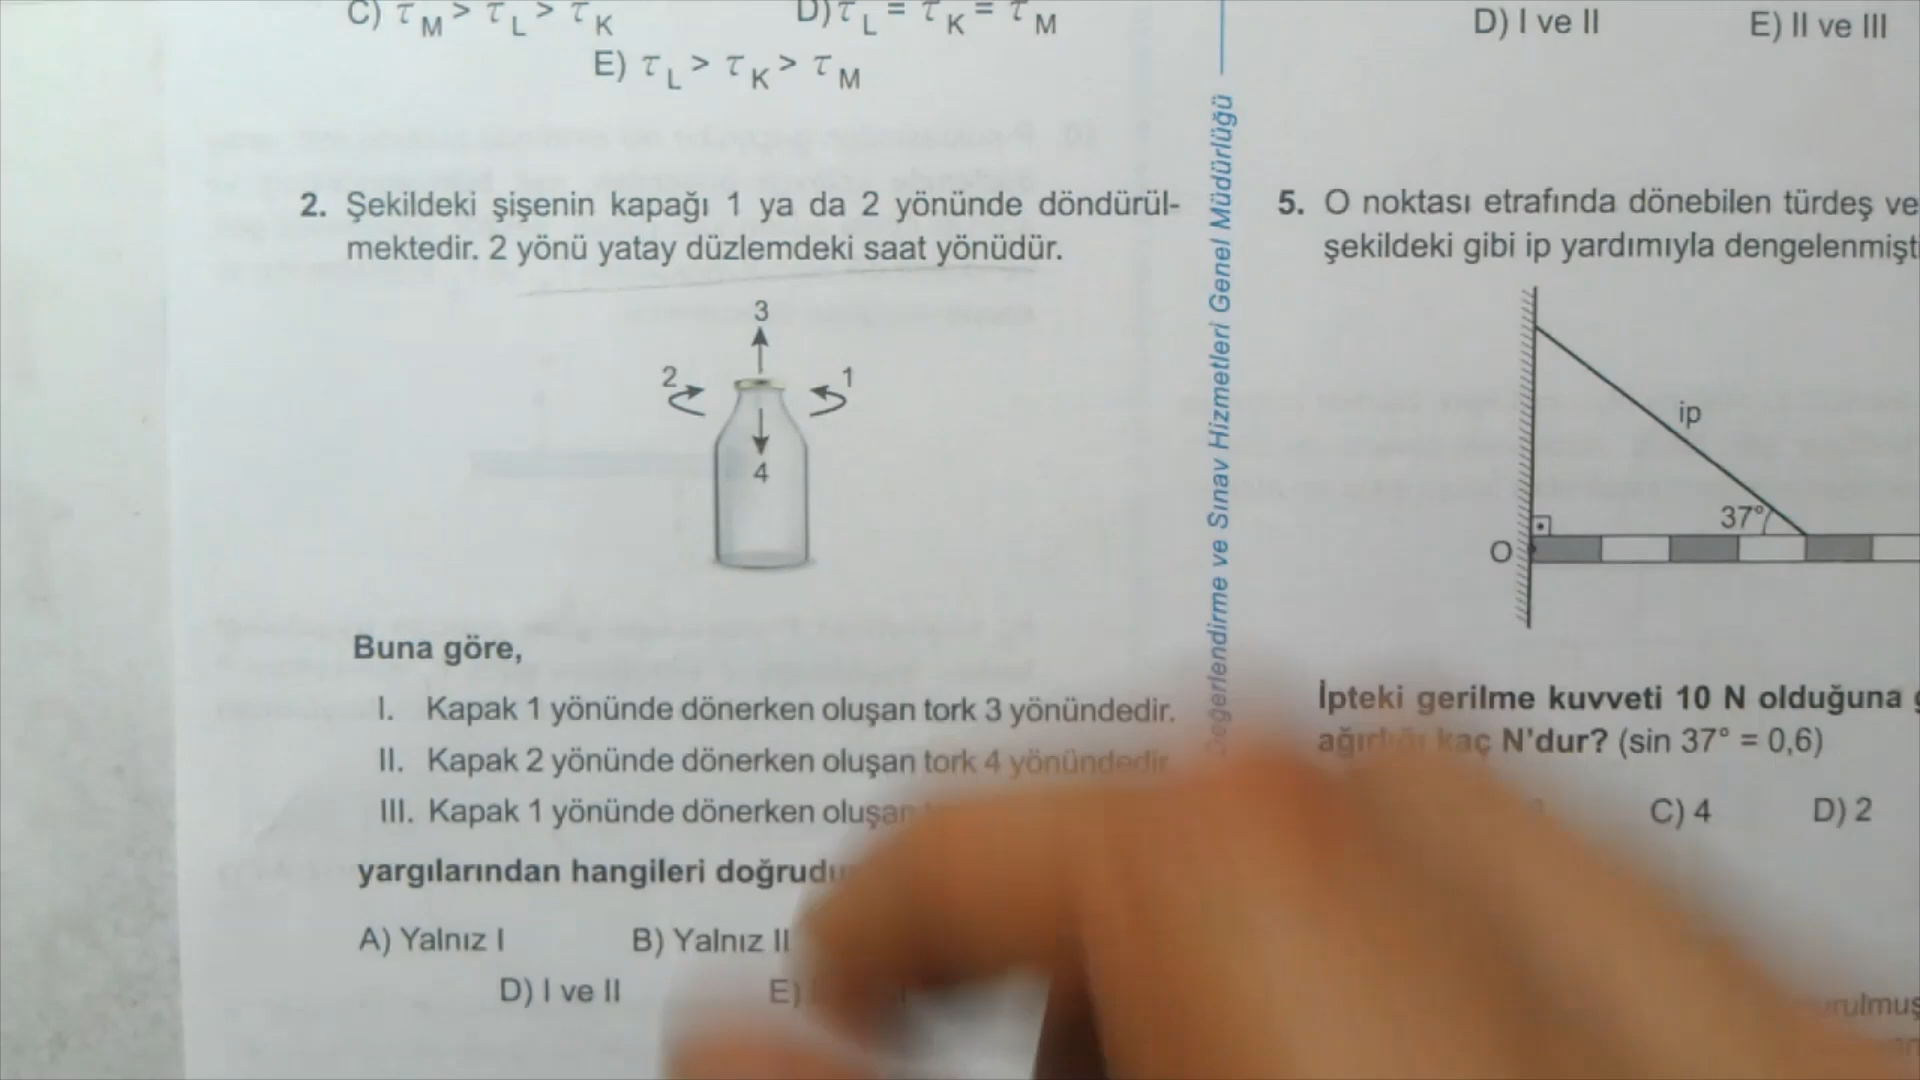 C) τM > τL > τK
D) τL = τK = τM
E) τL > τK > τM
2. Şekildeki şişenin kapağı 1 ya da 2 yönünde döndürül-
mektedir. 2 yönü yatay düzlemdeki saat yönüdür.
3
2
1
4
Buna göre,
I. Kapak 1 yönünde dönerken oluşan tork 3 yönündedir.
II. Kapak 2 yönünde dönerken oluşan tork 4 yönündedir.
III. Kapak 1 yönünde dönerken oluşan
yargılarından hangileri doğrudur
A) Yalnız I
B) Yalnız II
D) I ve II
E)
Değerlendirme ve Sınav Hizmetleri Genel Müdürlüğü
D) I ve II
E) II ve III
5. O noktası etrafında dönebilen türdeş ve
şekildeki gibi ip yardımıyla dengelenmişt
ip
37°
O
İpteki gerilme kuvveti 10 N olduğuna
ağırlığı kaç N'dur? (sin 37° = 0,6)
C) 4
D) 2